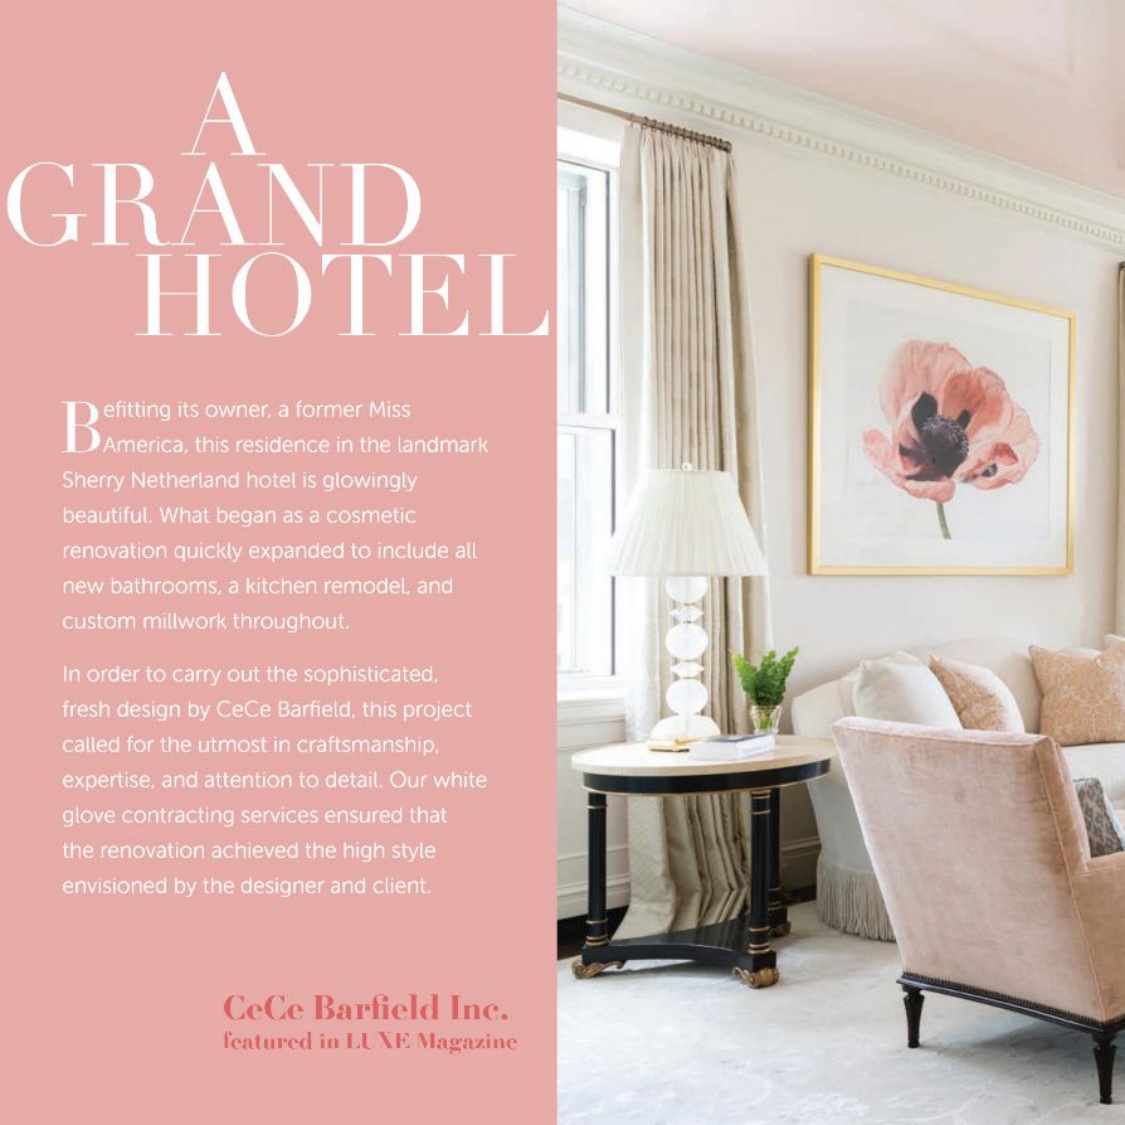 A
GRAND
HOTEL
Befitting its owner, a former Miss
America, this residence in the landmark
Sherry Netherland hotel is glowingly
beautiful. What began as a cosmetic
renovation quickly expanded to include all
new bathrooms, a kitchen remodel, and
custom millwork throughout.
In order to carry out the sophisticated,
fresh design by CeCe Barfield, this project
called for the utmost in craftsmanship,
expertise, and attention to detail. Our white
glove contracting services ensured that
the renovation achieved the high style
envisioned by the designer and client.
CeCe Barfield Inc.
featured in LUXE Magazine